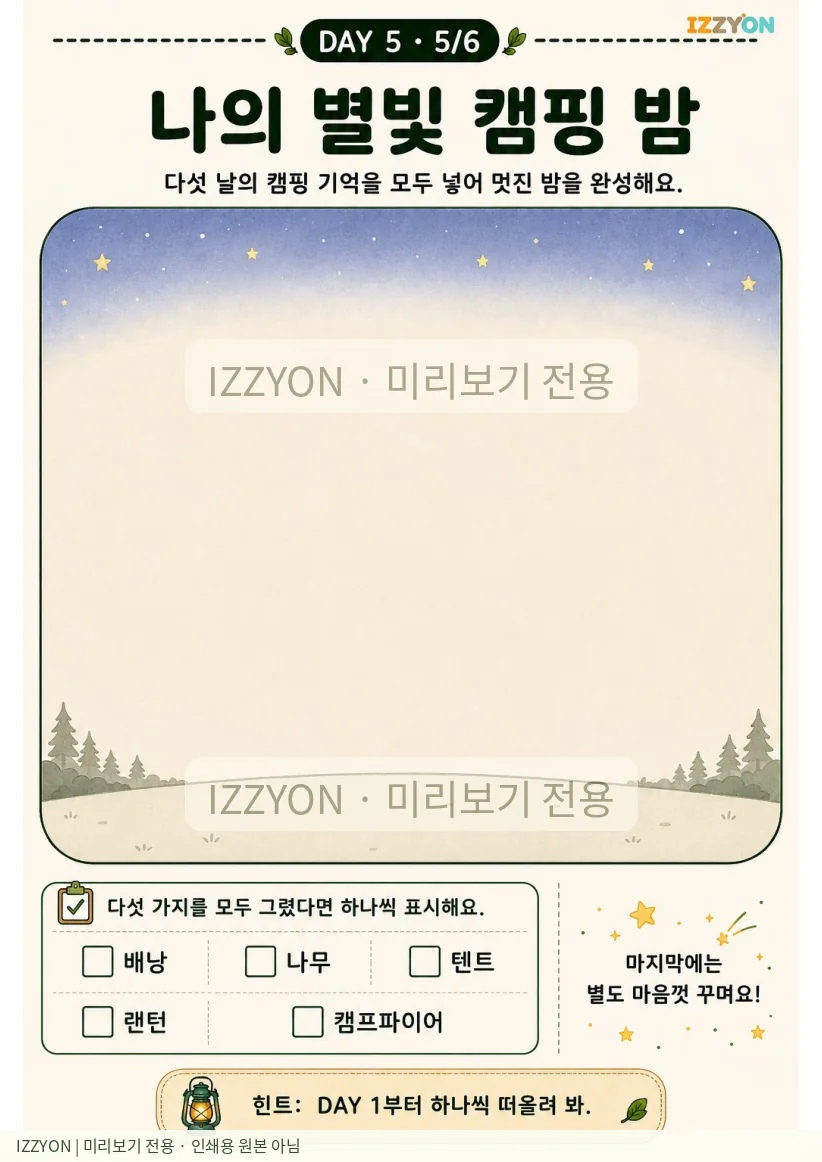 IZZYON
DAY 5 · 5/6
나의 별빛 캠핑 밤
다섯 날의 캠핑 기억을 모두 넣어 멋진 밤을 완성해요.
IZZYON · 미리보기 전용
IZZYON · 미리보기 전용
다섯 가지를 모두 그렸다면 하나씩 표시해요.
배낭
나무
텐트
랜턴
캠프파이어
마지막에는
별도 마음껏 꾸며요!
힌트: DAY 1부터 하나씩 떠올려 봐.
IZZYON | 미리보기 전용 · 인쇄용 원본 아님